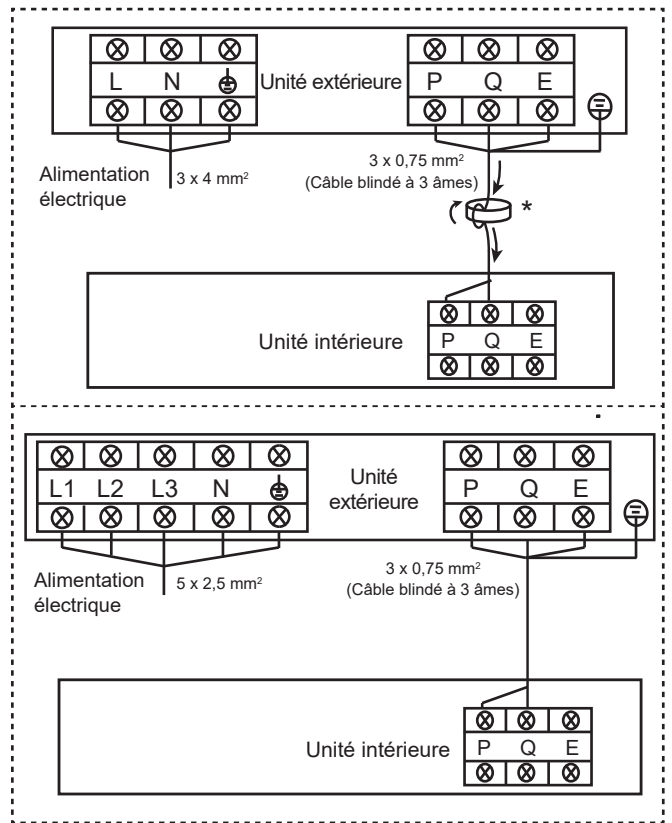 L N Unité extérieure P Q E
Alimentation
électrique
3 x 4 mm²
3 x 0,75 mm²
(Câble blindé à 3 âmes)
*
Unité intérieure P Q E
L1 L2 L3 N
Unité
extérieure
P Q E
Alimentation
électrique
5 x 2,5 mm²
3 x 0,75 mm²
(Câble blindé à 3 âmes)
Unité intérieure P Q E